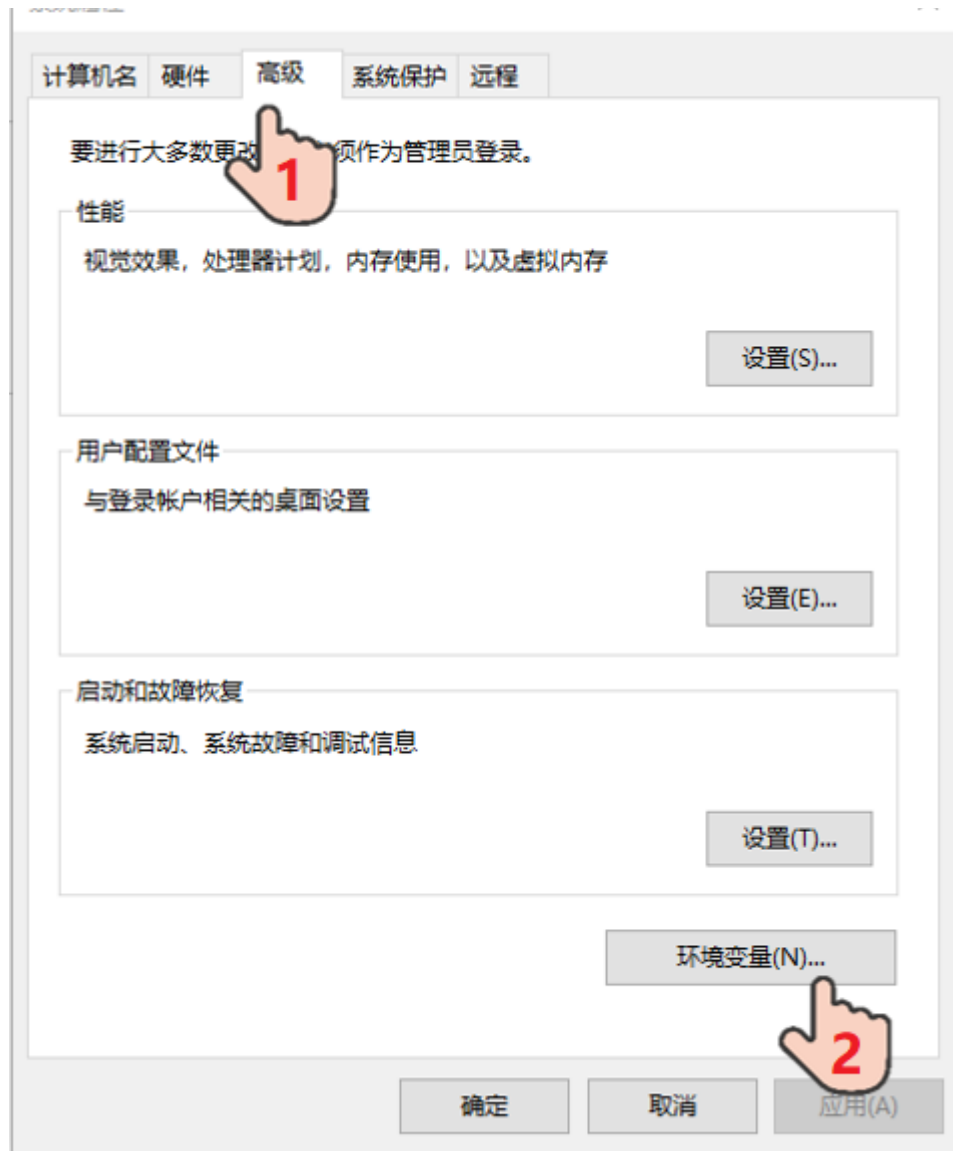 计算机名 硬件 高级 系统保护 远程
要进行大多数更改 须作为管理员登录。
1
性能
视觉效果，处理器计划，内存使用，以及虚拟内存
设置(S)...
用户配置文件
与登录帐户相关的桌面设置
设置(E)...
启动和故障恢复
系统启动、系统故障和调试信息
设置(T)...
环境变量(N)...
2
确定 取消 应用(A)